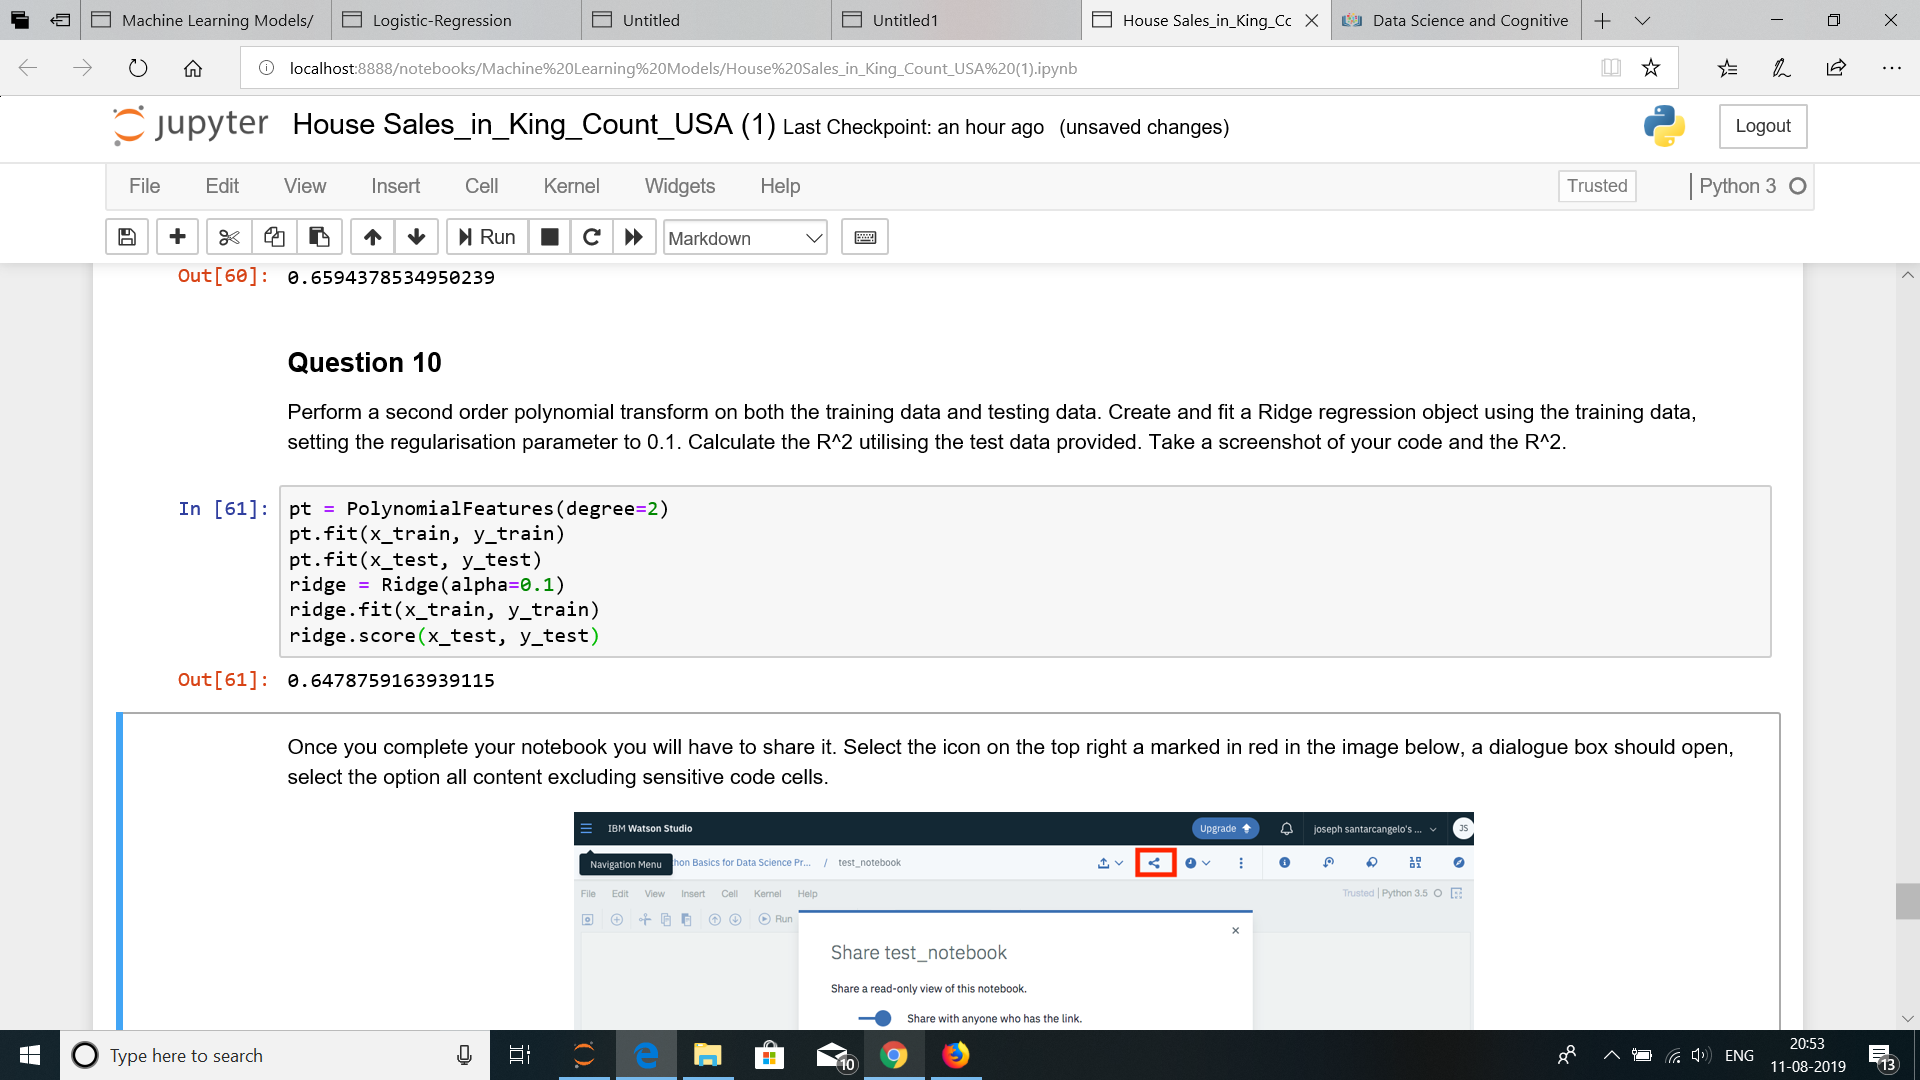 Machine Learning Models/
Logistic-Regression
Untitled
Untitled1
House Sales_in_King_Cc
Data Science and Cognitive
localhost:8888/notebooks/Machine%20Learning%20Models/House%20Sales_in_King_Count_USA%20(1).ipynb
jupyter House Sales_in_King_Count_USA (1) Last Checkpoint: an hour ago (unsaved changes)
Logout
File Edit View Insert Cell Kernel Widgets Help
Trusted
Python 3
Run
Markdown
Out[60]: 0.6594378534950239
Question 10
Perform a second order polynomial transform on both the training data and testing data. Create and fit a Ridge regression object using the training data,
setting the regularisation parameter to 0.1. Calculate the R^2 utilising the test data provided. Take a screenshot of your code and the R^2.
In [61]: pt = PolynomialFeatures(degree=2)
pt.fit(x_train, y_train)
pt.fit(x_test, y_test)
ridge = Ridge(alpha=0.1)
ridge.fit(x_train, y_train)
ridge.score(x_test, y_test)
Out[61]: 0.6478759163939115
Once you complete your notebook you will have to share it. Select the icon on the top right a marked in red in the image below, a dialogue box should open,
select the option all content excluding sensitive code cells.
IBM Watson Studio
Upgrade
joseph santarcangelo's ...
JS
Navigation Menu
thon Basics for Data Science Pr... / test_notebook
File Edit View Insert Cell Kernel Help
Trusted | Python 3.5
Run
Share test_notebook
Share a read-only view of this notebook.
Share with anyone who has the link.
Type here to search
10
ENG
20:53
11-08-2019
13